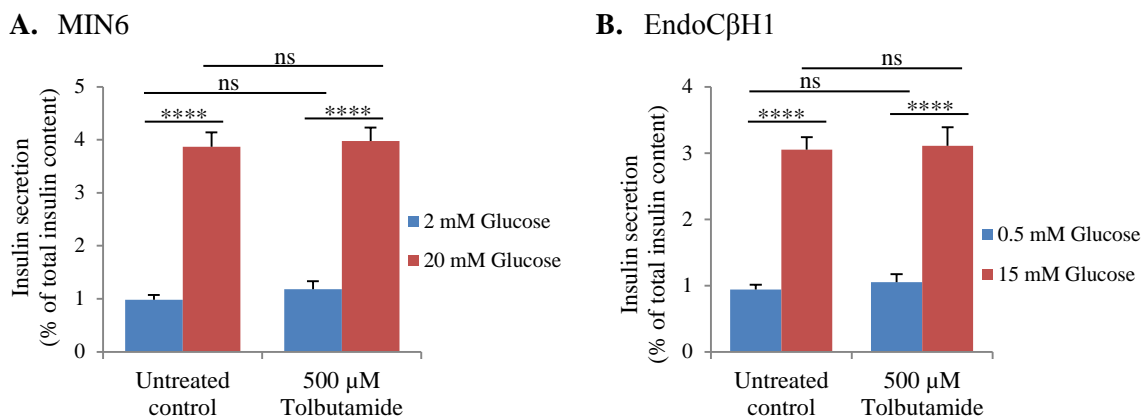 A. MIN6
ns
ns
**** ****
Insulin secretion
(% of total insulin content)
5
4
3
2
1
0
2 mM Glucose
20 mM Glucose
Untreated
control
500 µM
Tolbutamide
B. EndoCβH1
ns
ns
**** ****
Insulin secretion
(% of total insulin content)
4
3
2
1
0
0.5 mM Glucose
15 mM Glucose
Untreated
control
500 µM
Tolbutamide